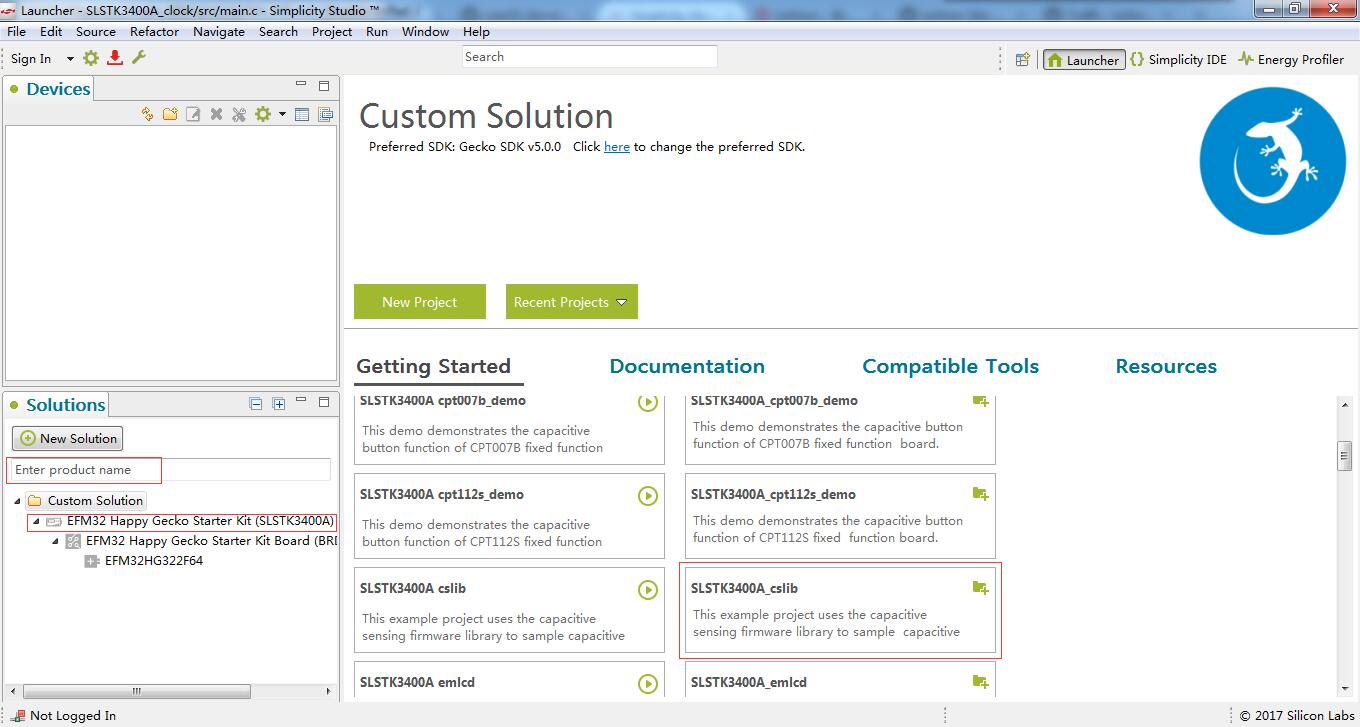 Launcher - SLSTK3400A_clock/src/main.c - Simplicity Studio ™
File Edit Source Refactor Navigate Search Project Run Window Help
Sign In
Search
Launcher
Simplicity IDE
Energy Profiler
Devices
Custom Solution
Preferred SDK: Gecko SDK v5.0.0 Click here to change the preferred SDK.
New Project
Recent Projects
Getting Started
Documentation
Compatible Tools
Resources
Solutions
New Solution
Enter product name
Custom Solution
EFM32 Happy Gecko Starter Kit (SLSTK3400A)
EFM32 Happy Gecko Starter Kit Board (BRD
EFM32HG322F64
SLSTK3400A cpt007b_demo
This demo demonstrates the capacitive
button function of CPT007B fixed function
SLSTK3400A_cpt007b_demo
This demo demonstrates the capacitive button
function of CPT007B fixed function board.
SLSTK3400A cpt112s_demo
This demo demonstrates the capacitive
button function of CPT112S fixed function
SLSTK3400A_cpt112s_demo
This demo demonstrates the capacitive button
function of CPT112S fixed function board.
SLSTK3400A cslib
This example project uses the capacitive
sensing firmware library to sample capacitive
SLSTK3400A_cslib
This example project uses the capacitive
sensing firmware library to sample capacitive
SLSTK3400A emlcd
SLSTK3400A_emlcd
Not Logged In
© 2017 Silicon Labs